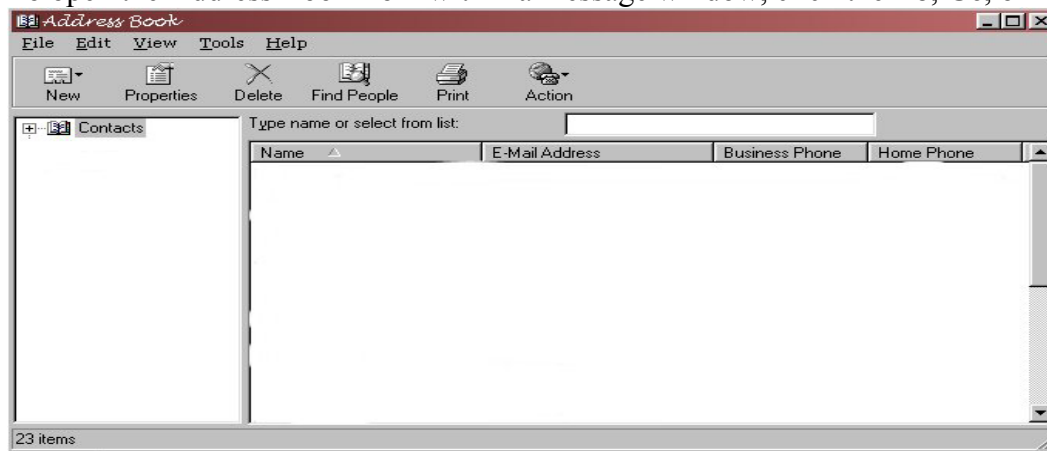 Address Book
File Edit View Tools Help
New Properties Delete Find People Print Action
Contacts
Type name or select from list:
Name E-Mail Address Business Phone Home Phone
23 items